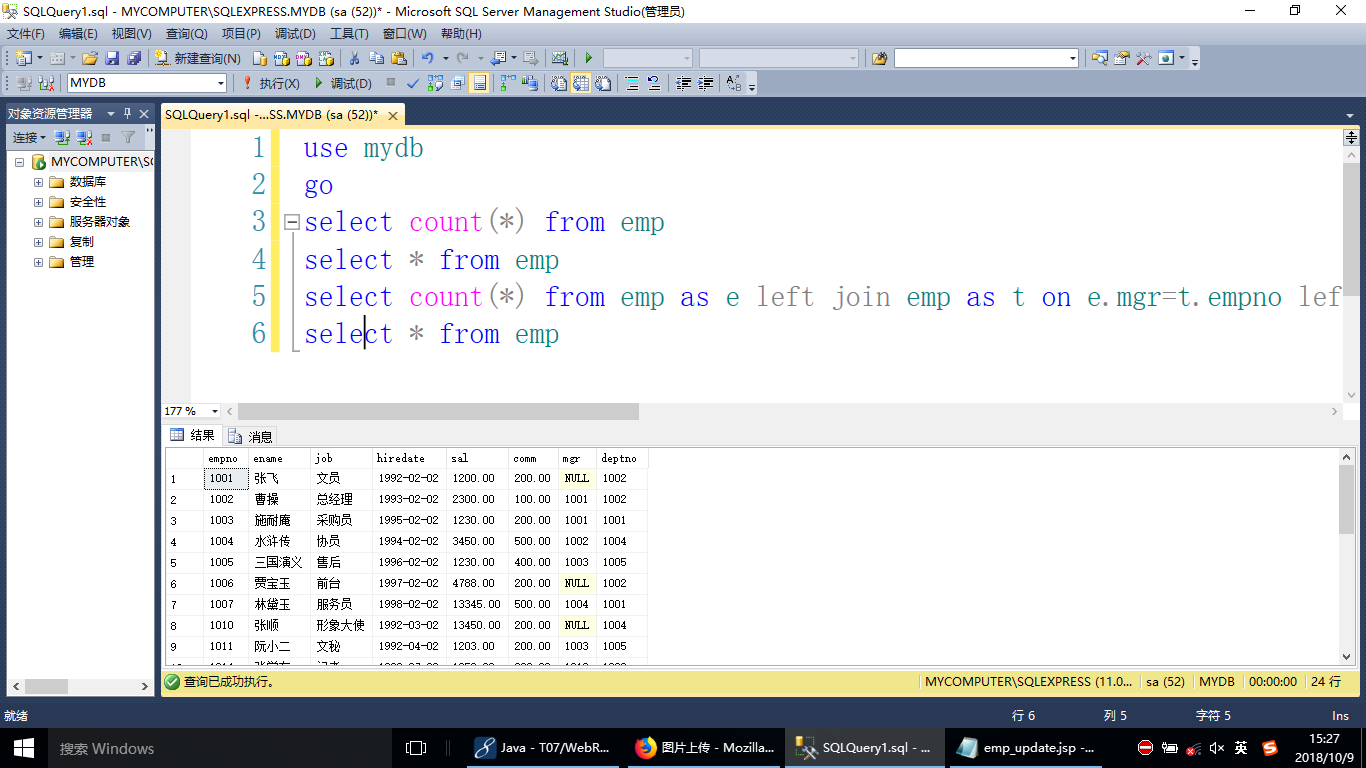 SQLQuery1.sql - MYCOMPUTER\SQLEXPRESS.MYDB (sa (52))* - Microsoft SQL Server Management Studio(管理员)
文件(F) 编辑(E) 视图(V) 查询(Q) 项目(P) 调试(D) 工具(T) 窗口(W) 帮助(H)
新建查询(N)
MYDB 执行(X) 调试(D)
对象资源管理器
SQLQuery1.sql -...SS.MYDB (sa (52))*
连接
MYCOMPUTER\S
数据库
安全性
服务器对象
复制
管理
1 use mydb
2 go
3 select count(*) from emp
4 select * from emp
5 select count(*) from emp as e left join emp as t on e.mgr=t.empno lef
6 select * from emp
177 %
结果 消息
empno ename job hiredate sal comm mgr deptno
1 1001 张飞 文员 1992-02-02 1200.00 200.00 NULL 1002
2 1002 曹操 总经理 1993-02-02 2300.00 100.00 1001 1002
3 1003 施耐庵 采购员 1995-02-02 1230.00 200.00 1001 1001
4 1004 水浒传 协员 1994-02-02 3450.00 500.00 1002 1004
5 1005 三国演义 售后 1996-02-02 1230.00 400.00 1003 1005
6 1006 贾宝玉 前台 1997-02-02 4788.00 200.00 NULL 1002
7 1007 林黛玉 服务员 1998-02-02 13345.00 500.00 1004 1001
8 1010 张顺 形象大使 1992-03-02 13450.00 200.00 NULL 1004
9 1011 阮小二 文秘 1992-04-02 1203.00 200.00 1003 1005
查询已成功执行。 MYCOMPUTER\SQLEXPRESS (11.0... sa (52) MYDB 00:00:00 24 行
就绪 行 6 列 5 字符 5 Ins
搜索 Windows
Java - T07/WebR...
图片上传 - Mozilla...
SQLQuery1.sql - ...
emp_update.jsp -...
英
15:27
2018/10/9